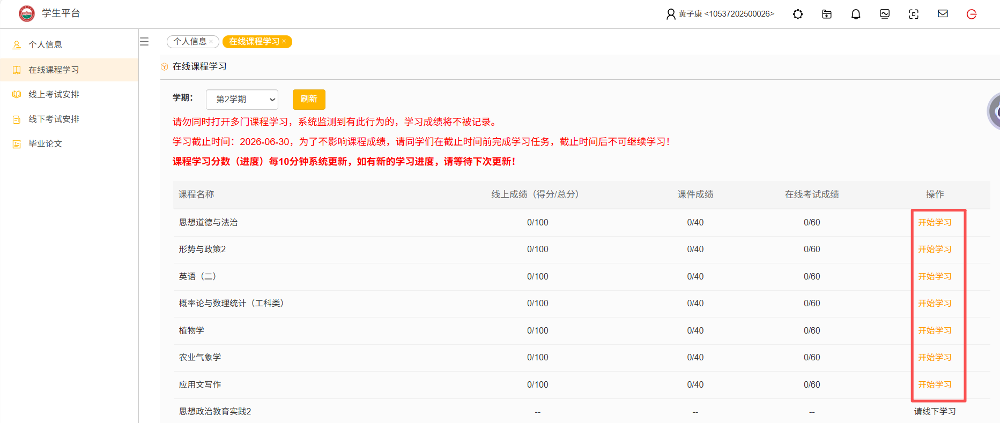 学生平台
黄子康 <10537202500026>
个人信息
在线课程学习
线上考试安排
线下考试安排
毕业论文
个人信息 ×
在线课程学习 ×
在线课程学习
学期： 第2学期 刷新
请勿同时打开多门课程学习，系统监测到有此行为的，学习成绩将不被记录。
学习截止时间：2026-06-30，为了不影响课程成绩，请同学们在截止时间前完成学习任务，截止时间后不可继续学习！
课程学习分数（进度）每10分钟系统更新，如有新的学习进度，请等待下次更新！
课程名称 线上成绩（得分/总分） 课件成绩 在线考试成绩 操作
思想道德与法治 0/100 0/40 0/60 开始学习
形势与政策2 0/100 0/40 0/60 开始学习
英语（二） 0/100 0/40 0/60 开始学习
概率论与数理统计（工科类） 0/100 0/40 0/60 开始学习
植物学 0/100 0/40 0/60 开始学习
农业气象学 0/100 0/40 0/60 开始学习
应用文写作 0/100 0/40 0/60 开始学习
思想政治教育实践2 -- -- -- 请线下学习